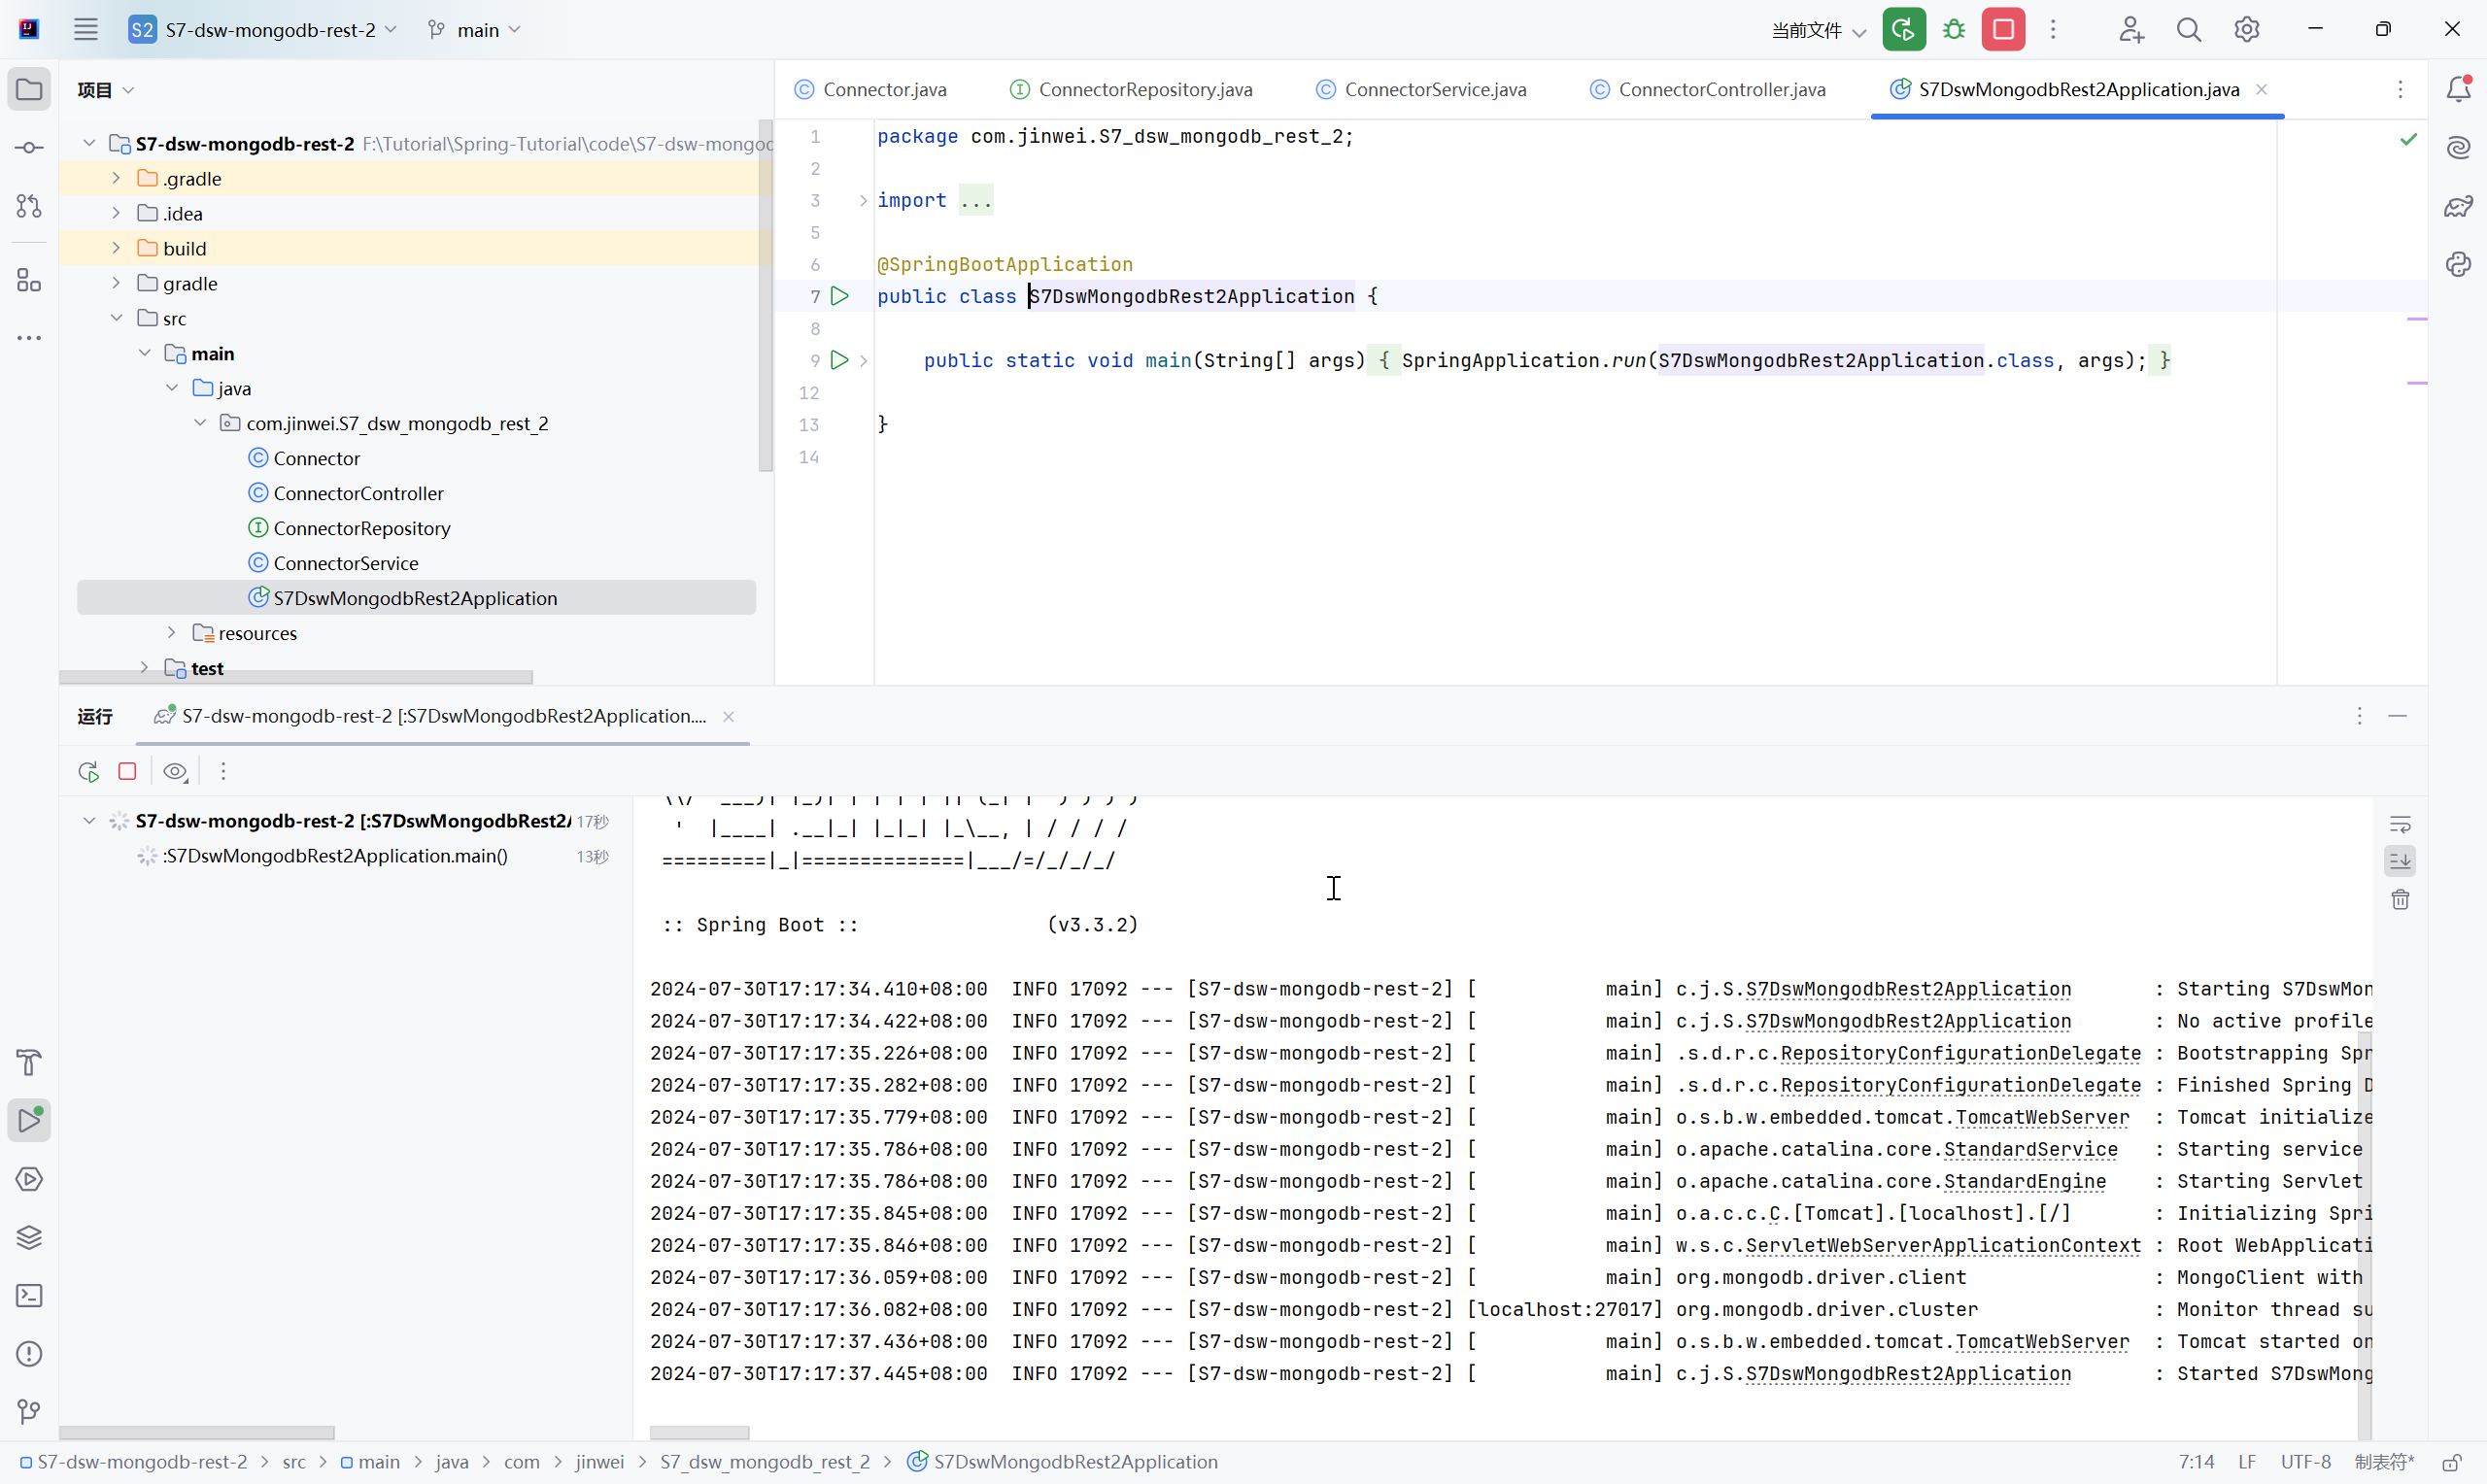 S2 S7-dsw-mongodb-rest-2 main 当前文件
项目
S7-dsw-mongodb-rest-2 F:\Tutorial\Spring-Tutorial\code\S7-dsw-mongo
.gradle
.idea
build
gradle
src
main
java
com.jinwei.S7_dsw_mongodb_rest_2
Connector
ConnectorController
ConnectorRepository
ConnectorService
S7DswMongodbRest2Application
resources
test
Connector.java ConnectorRepository.java ConnectorService.java ConnectorController.java S7DswMongodbRest2Application.java
1 package com.jinwei.S7_dsw_mongodb_rest_2;
2
3 import ...
5
6 @SpringBootApplication
7 public class S7DswMongodbRest2Application {
8
9 public static void main(String[] args) { SpringApplication.run(S7DswMongodbRest2Application.class, args); }
12
13 }
14
运行 S7-dsw-mongodb-rest-2 [:S7DswMongodbRest2Application....
S7-dsw-mongodb-rest-2 [:S7DswMongodbRest2/ 17秒
:S7DswMongodbRest2Application.main() 13秒
' |____| .__|_| |_|_| |_\__, | / / / /
=========|_|==============|___/=/_/_/_/
:: Spring Boot :: (v3.3.2)
2024-07-30T17:17:34.410+08:00 INFO 17092 --- [S7-dsw-mongodb-rest-2] [ main] c.j.S.S7DswMongodbRest2Application : Starting S7DswMon
2024-07-30T17:17:34.422+08:00 INFO 17092 --- [S7-dsw-mongodb-rest-2] [ main] c.j.S.S7DswMongodbRest2Application : No active profile
2024-07-30T17:17:35.226+08:00 INFO 17092 --- [S7-dsw-mongodb-rest-2] [ main] .s.d.r.c.RepositoryConfigurationDelegate : Bootstrapping Spr
2024-07-30T17:17:35.282+08:00 INFO 17092 --- [S7-dsw-mongodb-rest-2] [ main] .s.d.r.c.RepositoryConfigurationDelegate : Finished Spring D
2024-07-30T17:17:35.779+08:00 INFO 17092 --- [S7-dsw-mongodb-rest-2] [ main] o.s.b.w.embedded.tomcat.TomcatWebServer : Tomcat initialize
2024-07-30T17:17:35.786+08:00 INFO 17092 --- [S7-dsw-mongodb-rest-2] [ main] o.apache.catalina.core.StandardService : Starting service
2024-07-30T17:17:35.786+08:00 INFO 17092 --- [S7-dsw-mongodb-rest-2] [ main] o.apache.catalina.core.StandardEngine : Starting Servlet
2024-07-30T17:17:35.845+08:00 INFO 17092 --- [S7-dsw-mongodb-rest-2] [ main] o.a.c.c.C.[Tomcat].[localhost].[/] : Initializing Spri
2024-07-30T17:17:35.846+08:00 INFO 17092 --- [S7-dsw-mongodb-rest-2] [ main] w.s.c.ServletWebServerApplicationContext : Root WebApplicati
2024-07-30T17:17:36.059+08:00 INFO 17092 --- [S7-dsw-mongodb-rest-2] [ main] org.mongodb.driver.client : MongoClient with
2024-07-30T17:17:36.082+08:00 INFO 17092 --- [S7-dsw-mongodb-rest-2] [localhost:27017] org.mongodb.driver.cluster : Monitor thread su
2024-07-30T17:17:37.436+08:00 INFO 17092 --- [S7-dsw-mongodb-rest-2] [ main] o.s.b.w.embedded.tomcat.TomcatWebServer : Tomcat started on
2024-07-30T17:17:37.445+08:00 INFO 17092 --- [S7-dsw-mongodb-rest-2] [ main] c.j.S.S7DswMongodbRest2Application : Started S7DswMong
S7-dsw-mongodb-rest-2 > src > main > java > com > jinwei > S7_dsw_mongodb_rest_2 > S7DswMongodbRest2Application 7:14 LF UTF-8 制表符*